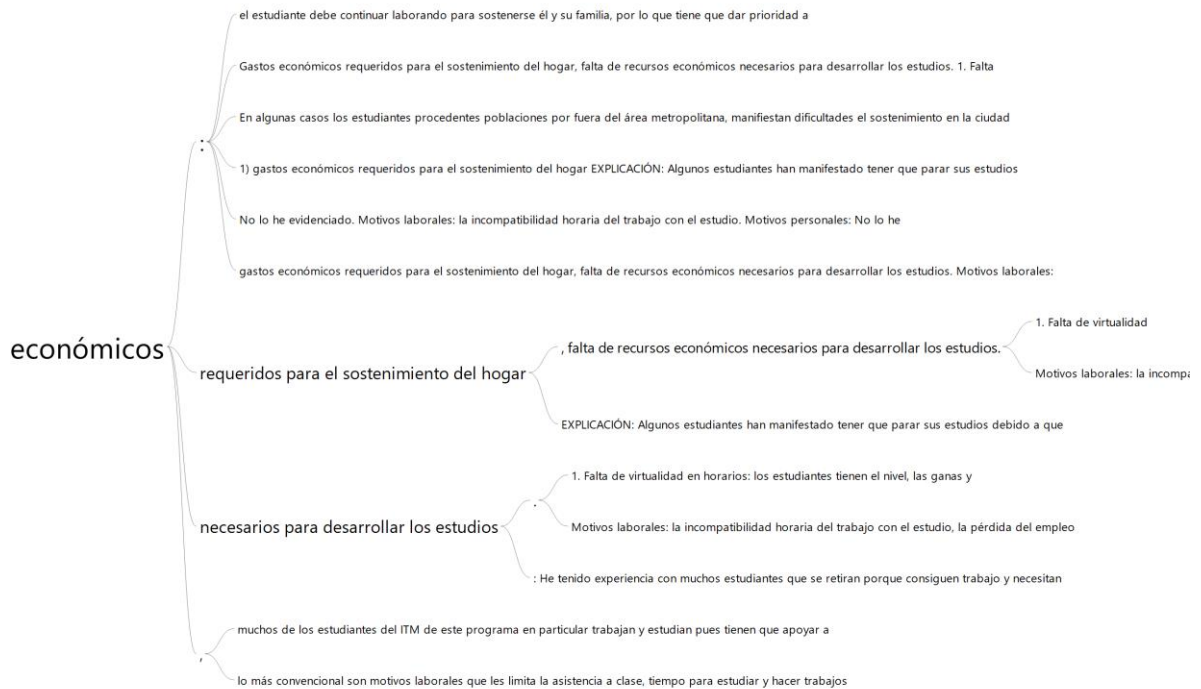 el estudiante debe continuar laborando para sostenerse él y su familia, por lo que tiene que dar prioridad a
Gastos económicos requeridos para el sostenimiento del hogar, falta de recursos económicos necesarios para desarrollar los estudios. 1. Falta
En algunas casos los estudiantes procedentes poblaciones por fuera del área metropolitana, manifiestan dificultades el sostenimiento en la ciudad
:
1) gastos económicos requeridos para el sostenimiento del hogar EXPLICACIÓN: Algunos estudiantes han manifestado tener que parar sus estudios
No lo he evidenciado. Motivos laborales: la incompatibilidad horaria del trabajo con el estudio. Motivos personales: No lo he
gastos económicos requeridos para el sostenimiento del hogar, falta de recursos económicos necesarios para desarrollar los estudios. Motivos laborales:
económicos
requeridos para el sostenimiento del hogar
, falta de recursos económicos necesarios para desarrollar los estudios.
1. Falta de virtualidad
Motivos laborales: la incompa
EXPLICACIÓN: Algunos estudiantes han manifestado tener que parar sus estudios debido a que
necesarios para desarrollar los estudios
.
1. Falta de virtualidad en horarios: los estudiantes tienen el nivel, las ganas y
Motivos laborales: la incompatibilidad horaria del trabajo con el estudio, la pérdida del empleo
: He tenido experiencia con muchos estudiantes que se retiran porque consiguen trabajo y necesitan
,
muchos de los estudiantes del ITM de este programa en particular trabajan y estudian pues tienen que apoyar a
lo más convencional son motivos laborales que les limita la asistencia a clase, tiempo para estudiar y hacer trabajos